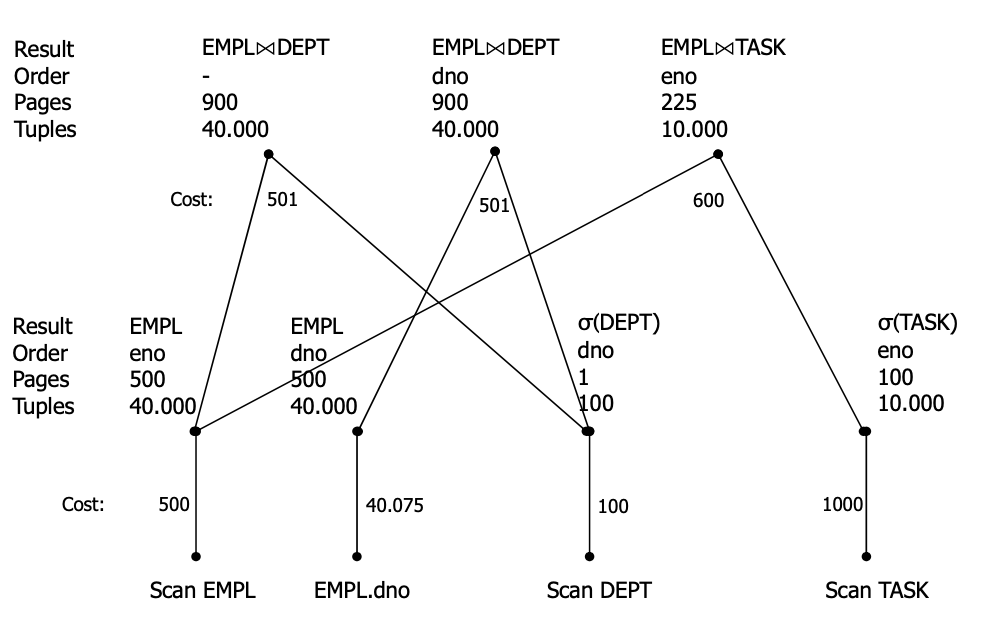 Result EMPL⋈DEPT EMPL⋈DEPT EMPL⋈TASK
Order - dno eno
Pages 900 900 225
Tuples 40.000 40.000 10.000
Cost: 501 501 600
Result EMPL EMPL σ(DEPT) σ(TASK)
Order eno dno dno eno
Pages 500 500 1 100
Tuples 40.000 40.000 100 10.000
Cost: 500 40.075 100 1000
Scan EMPL EMPL.dno Scan DEPT Scan TASK